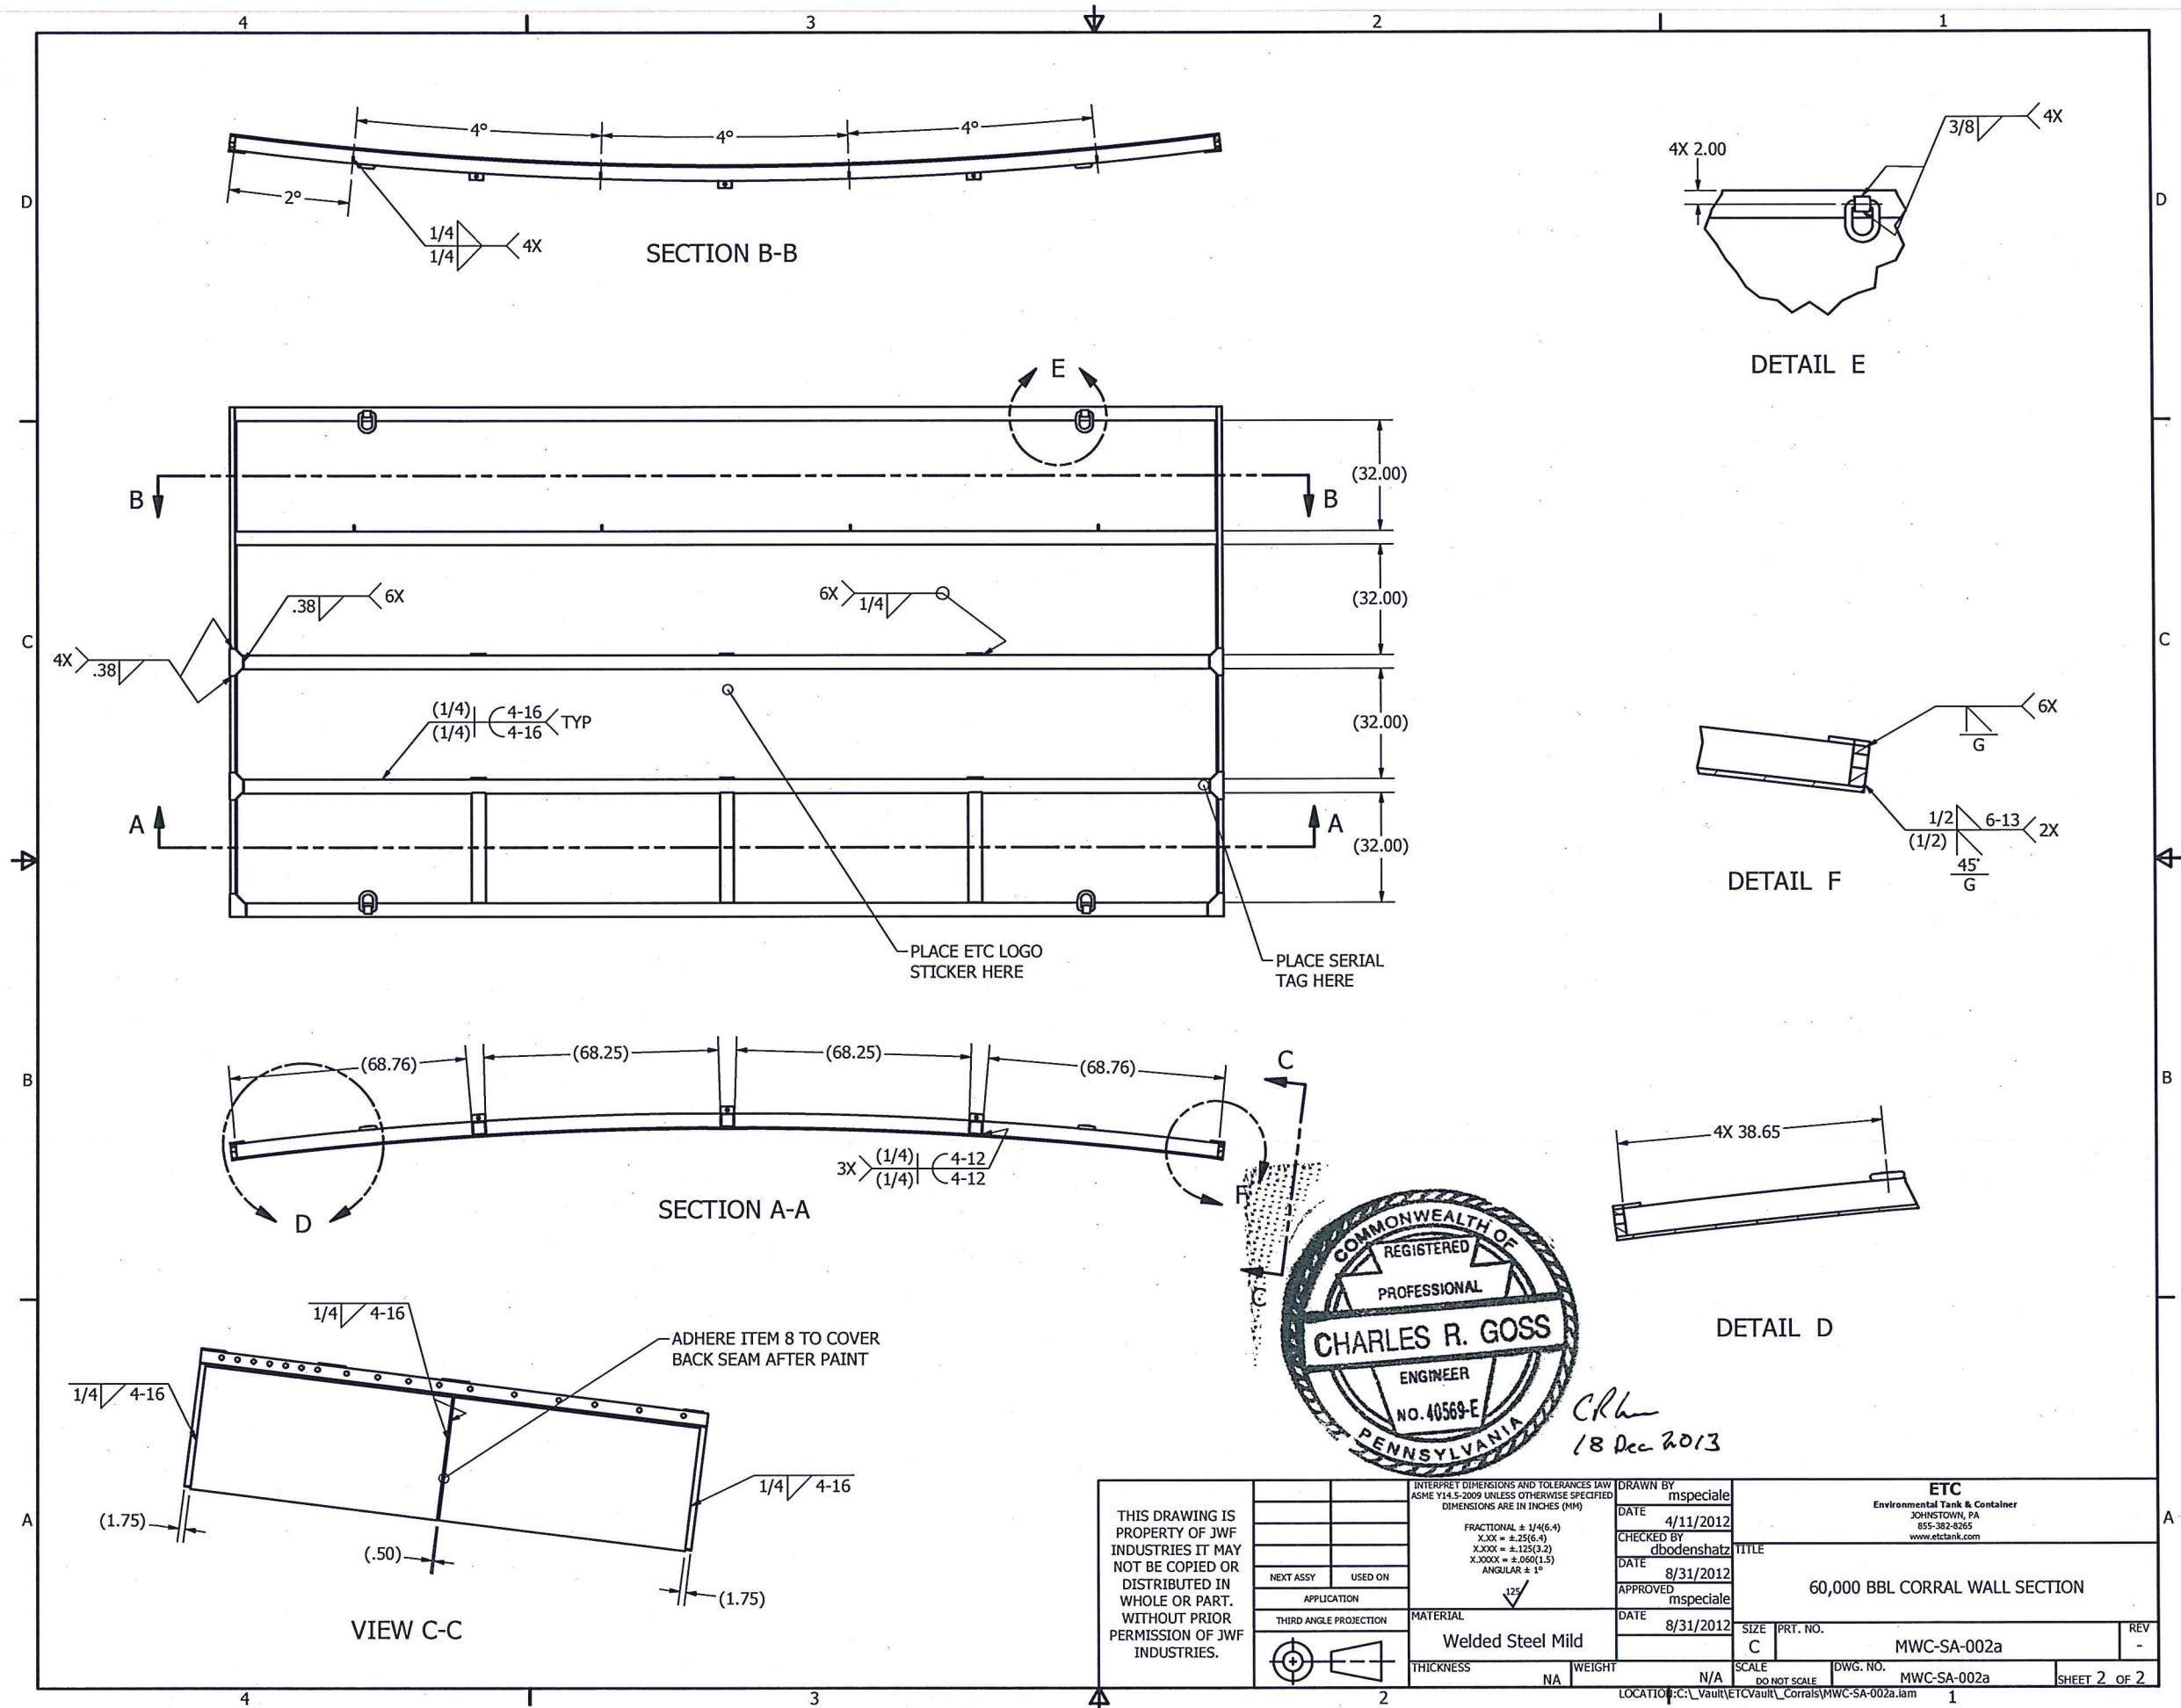 4 3 2 1
D
4° 4° 4°
2°
1/4
1/4
4X
SECTION B-B
4X 2.00
3/8
4X
DETAIL E
D
E
B
B
(32.00)
(32.00)
(32.00)
(32.00)
C
.38
6X
6X
1/4
4X
.38
(1/4) 4-16
(1/4) 4-16
TYP
A
A
C
6X
G
1/2 6-13
(1/2)
2X
45°
G
DETAIL F
PLACE ETC LOGO
STICKER HERE
PLACE SERIAL
TAG HERE
B
(68.76) (68.25) (68.25) (68.76)
C
3X
(1/4) 4-12
(1/4) 4-12
D
F
C
SECTION A-A
B
4X 38.65
DETAIL D
COMMONWEALTH OF
REGISTERED
PROFESSIONAL
CHARLES R. GOSS
ENGINEER
NO. 40569-E
PENNSYLVANIA
18 Dec 2013
1/4 4-16
ADHERE ITEM 8 TO COVER
BACK SEAM AFTER PAINT
1/4 4-16
1/4 4-16
(1.75)
(.50)
(1.75)
VIEW C-C
A
A
THIS DRAWING IS
PROPERTY OF JWF
INDUSTRIES IT MAY
NOT BE COPIED OR
DISTRIBUTED IN
WHOLE OR PART.
WITHOUT PRIOR
PERMISSION OF JWF
INDUSTRIES.
NEXT ASSY USED ON
APPLICATION
THIRD ANGLE PROJECTION
INTERPRET DIMENSIONS AND TOLERANCES IAW
ASME Y14.5-2009 UNLESS OTHERWISE SPECIFIED
DIMENSIONS ARE IN INCHES (MM)
FRACTIONAL ± 1/4(6.4)
X.XX = ±.25(6.4)
X.XXX = ±.125(3.2)
X.XXXX = ±.060(1.5)
ANGULAR ± 1°
125
MATERIAL
Welded Steel Mild
THICKNESS NA
WEIGHT N/A
DRAWN BY
mspeciale
DATE
4/11/2012
CHECKED BY
dbodenshatz
DATE
8/31/2012
APPROVED
mspeciale
DATE
8/31/2012
ETC
Environmental Tank & Container
JOHNSTOWN, PA
855-382-8265
www.etctank.com
TITLE
60,000 BBL CORRAL WALL SECTION
SIZE
C
PRT. NO.
MWC-SA-002a
REV
-
SCALE
DO NOT SCALE
DWG. NO.
MWC-SA-002a
SHEET 2 OF 2
LOCATION:C:\_Vault\ETCVault\_Corrals\MWC-SA-002a.iam
4 3 2 1